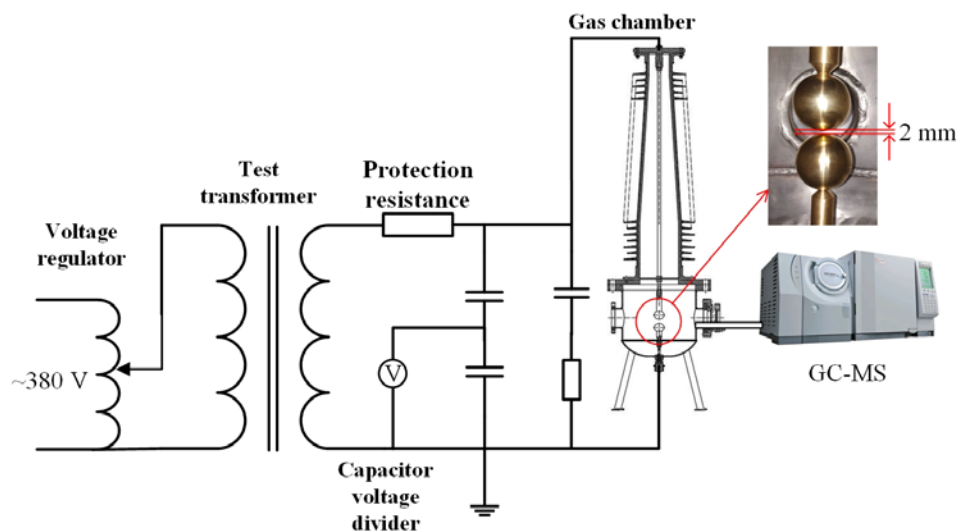 Gas chamber
2 mm
Test
transformer
Protection
resistance
Voltage
regulator
~380 V
V
GC-MS
Capacitor
voltage
divider